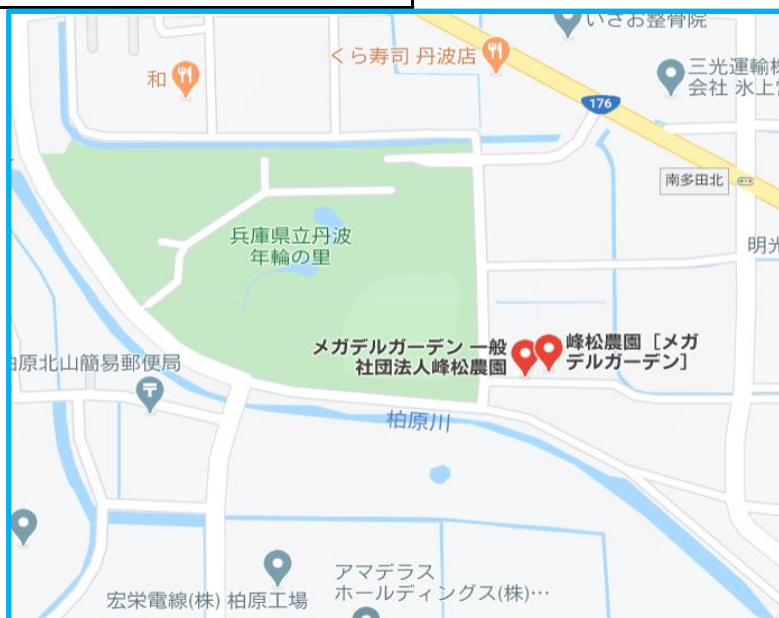 いさお整骨院
くら寿司 丹波店
和
三光運輸株
会社 氷上営
176
南多田北
明光
兵庫県立丹波
年輪の里
メガデルガーデン 一般
社団法人峰松農園
峰松農園［メガ
デルガーデン］
柏原北山簡易郵便局
柏原川
アマデラス
ホールディングス(株)…
宏栄電線(株) 柏原工場